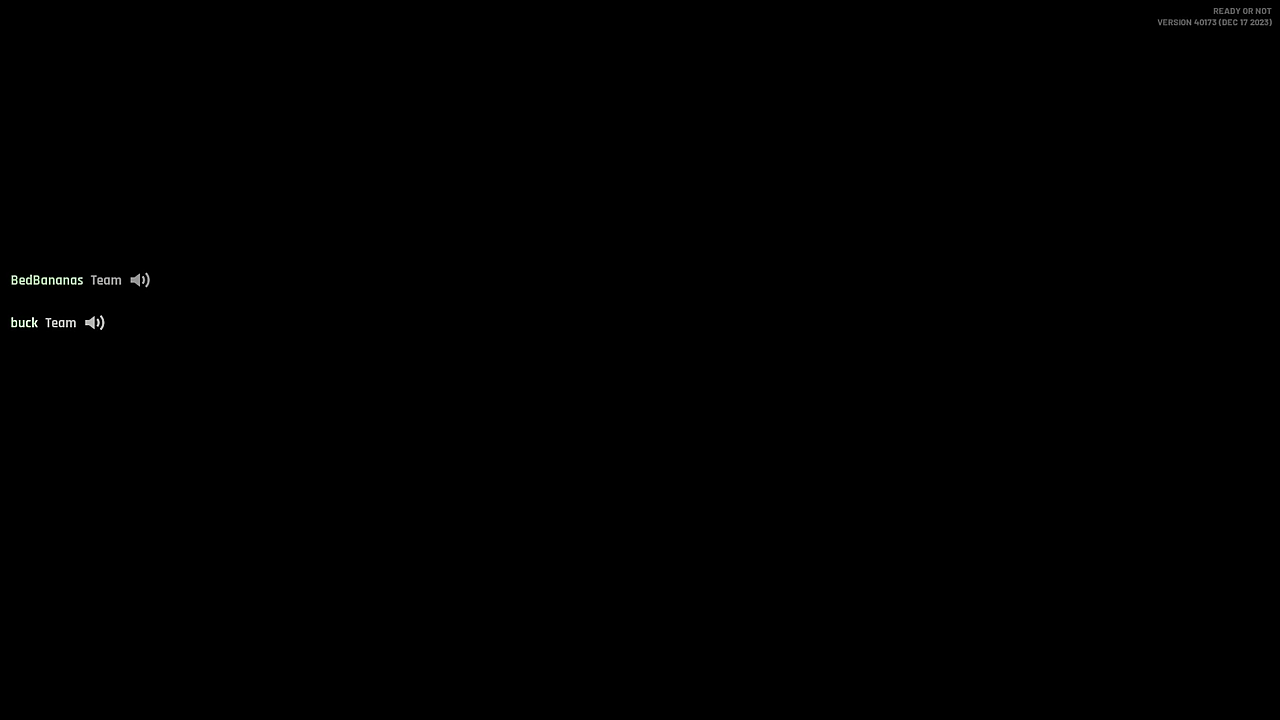 READY OR NOT
VERSION 40173 (DEC 17 2023)
BedBananas Team
buck Team